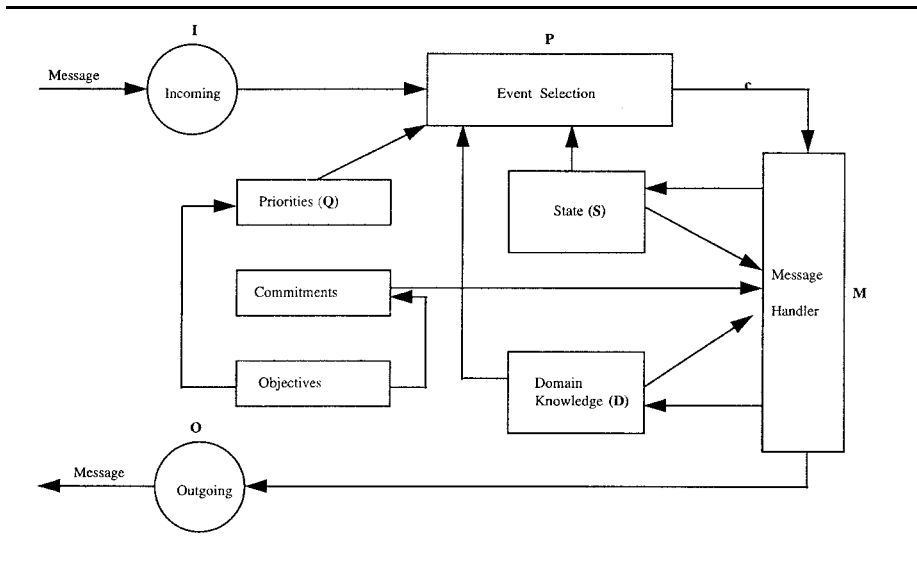 I
P
Message
Incoming
Event Selection
c
Priorities (Q)
State (S)
Message
Commitments
M
Handler
Objectives
Domain
Knowledge (D)
O
Message
Outgoing